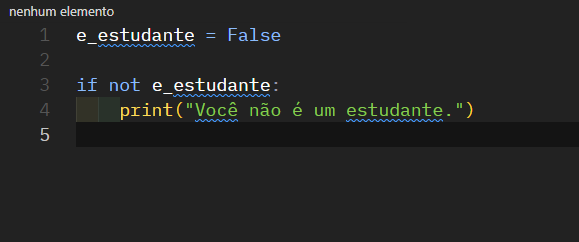 nenhum elemento
1 e_estudante = False
2
3 if not e_estudante:
4 print("Você não é um estudante.")
5